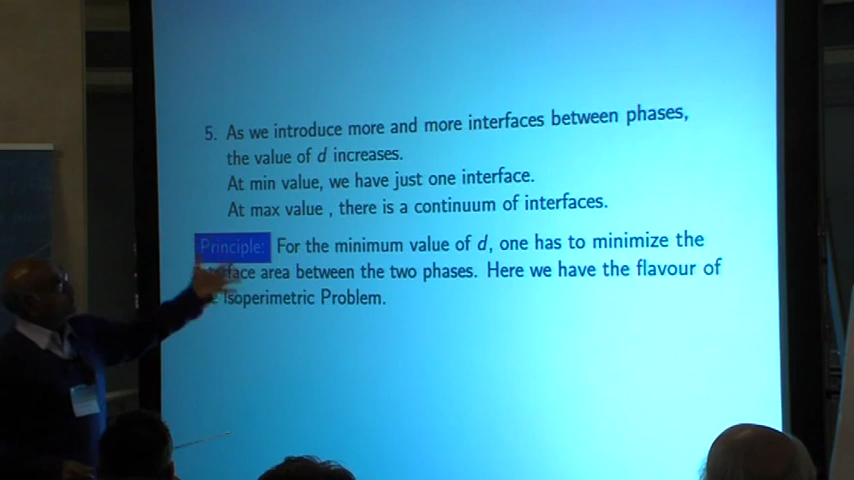 5. As we introduce more and more interfaces between phases,
the value of d increases.
At min value, we have just one interface.
At max value , there is a continuum of interfaces.
Principle: For the minimum value of d, one has to minimize the
area between the two phases. Here we have the flavour of
Isoperimetric Problem.